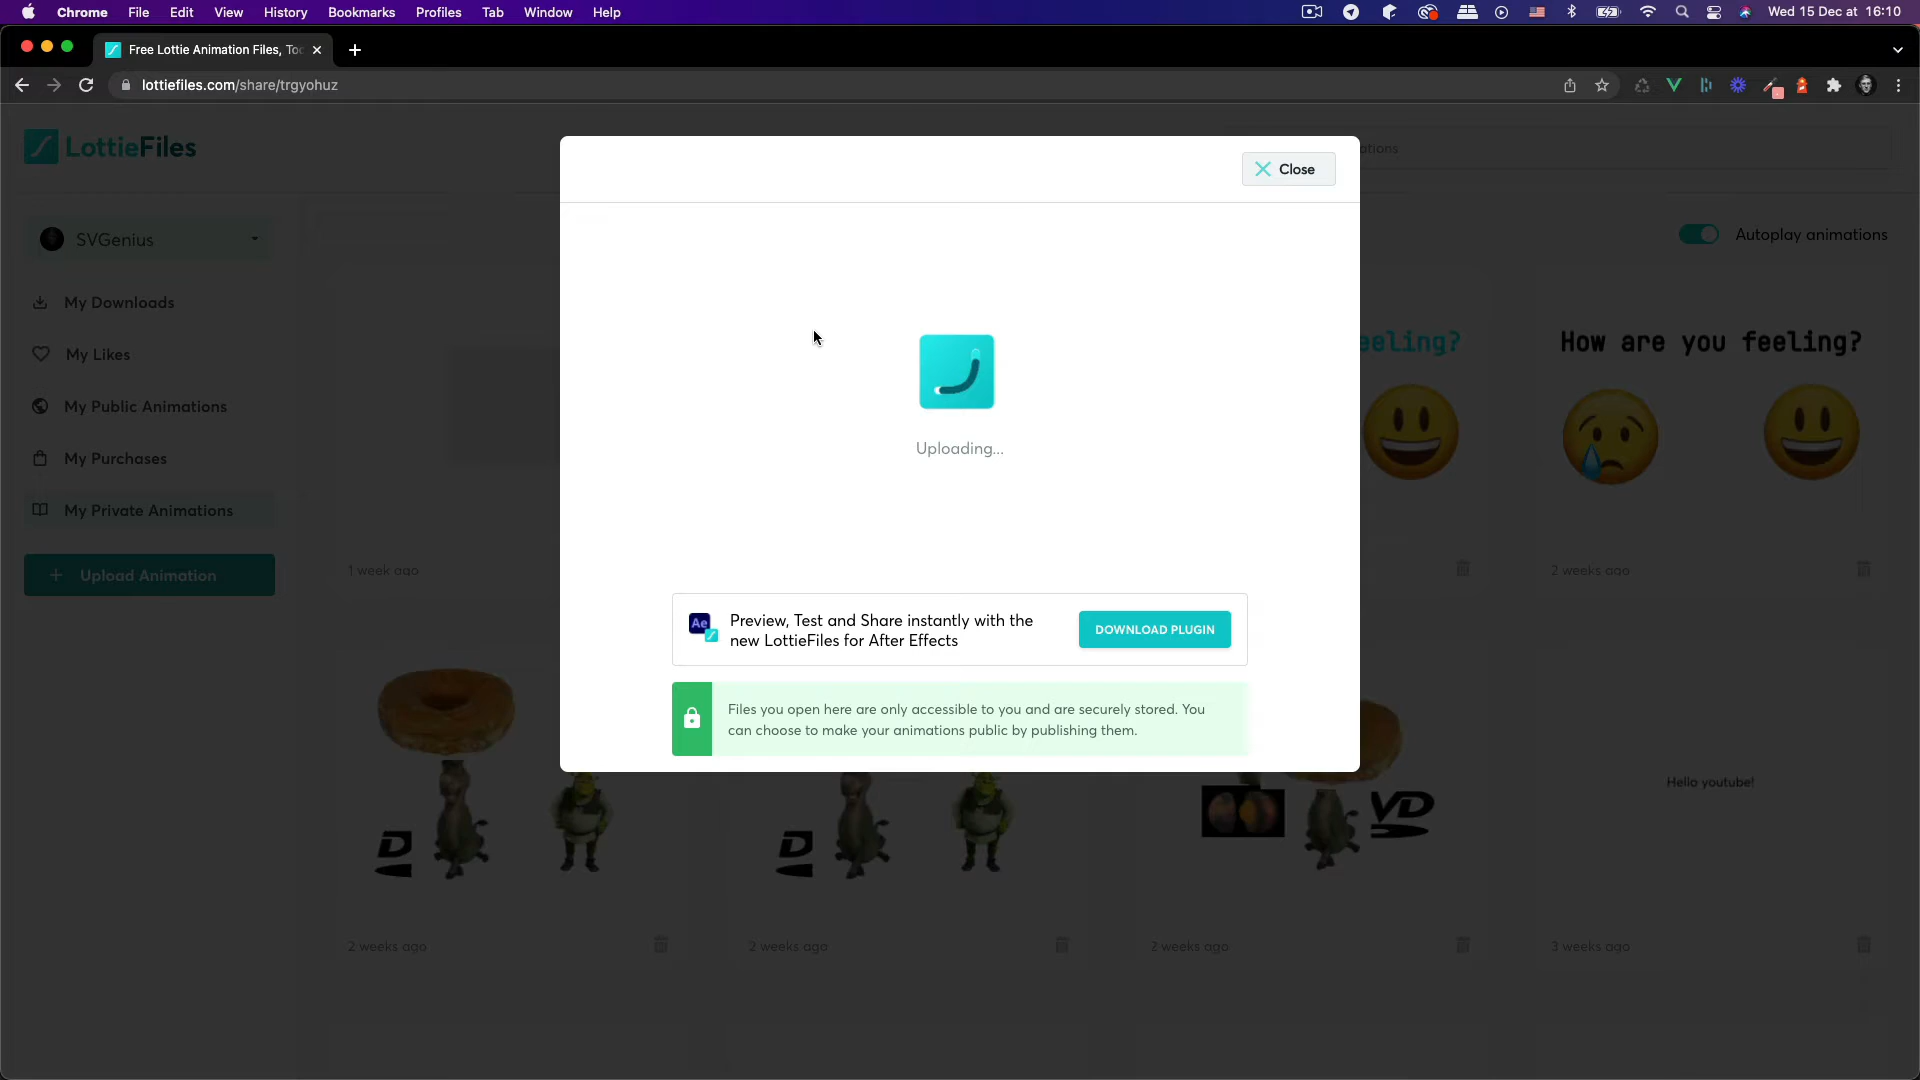 Chrome File Edit View History Bookmarks Profiles Tab Window Help
Wed 15 Dec at 16:10
Free Lottie Animation Files, Too
lottiefiles.com/share/trgyohuz
LottieFiles
ations
Close
SVGenius
Autoplay animations
My Downloads
My Likes
My Public Animations
My Purchases
My Private Animations
Upload Animation
eeling?
How are you feeling?
Uploading...
1 week ago
2 weeks ago
Ae
Preview, Test and Share instantly with the
new LottieFiles for After Effects
DOWNLOAD PLUGIN
Files you open here are only accessible to you and are securely stored. You
can choose to make your animations public by publishing them.
Hello youtube!
D
D
VD
2 weeks ago
2 weeks ago
2 weeks ago
3 weeks ago